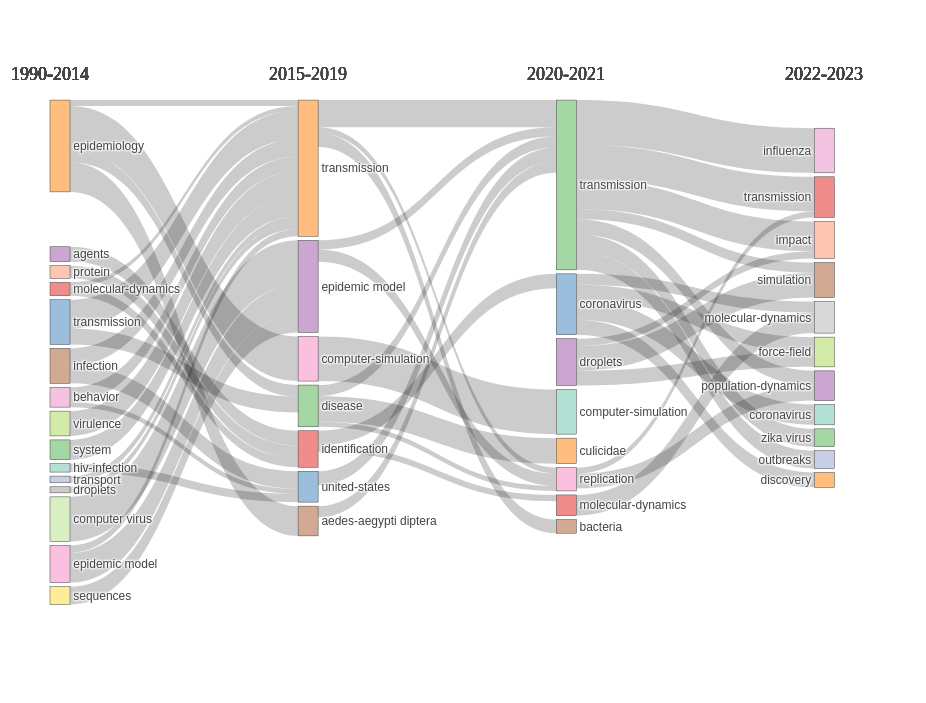 1990-2014
2015-2019
2020-2021
2022-2023
epidemiology
agents
protein
molecular-dynamics
transmission
infection
behavior
virulence
system
hiv-infection
transport
droplets
computer virus
epidemic model
sequences
transmission
epidemic model
computer-simulation
disease
identification
united-states
aedes-aegypti diptera
transmission
coronavirus
droplets
computer-simulation
culicidae
replication
molecular-dynamics
bacteria
influenza
transmission
impact
simulation
molecular-dynamics
force-field
population-dynamics
coronavirus
zika virus
outbreaks
discovery